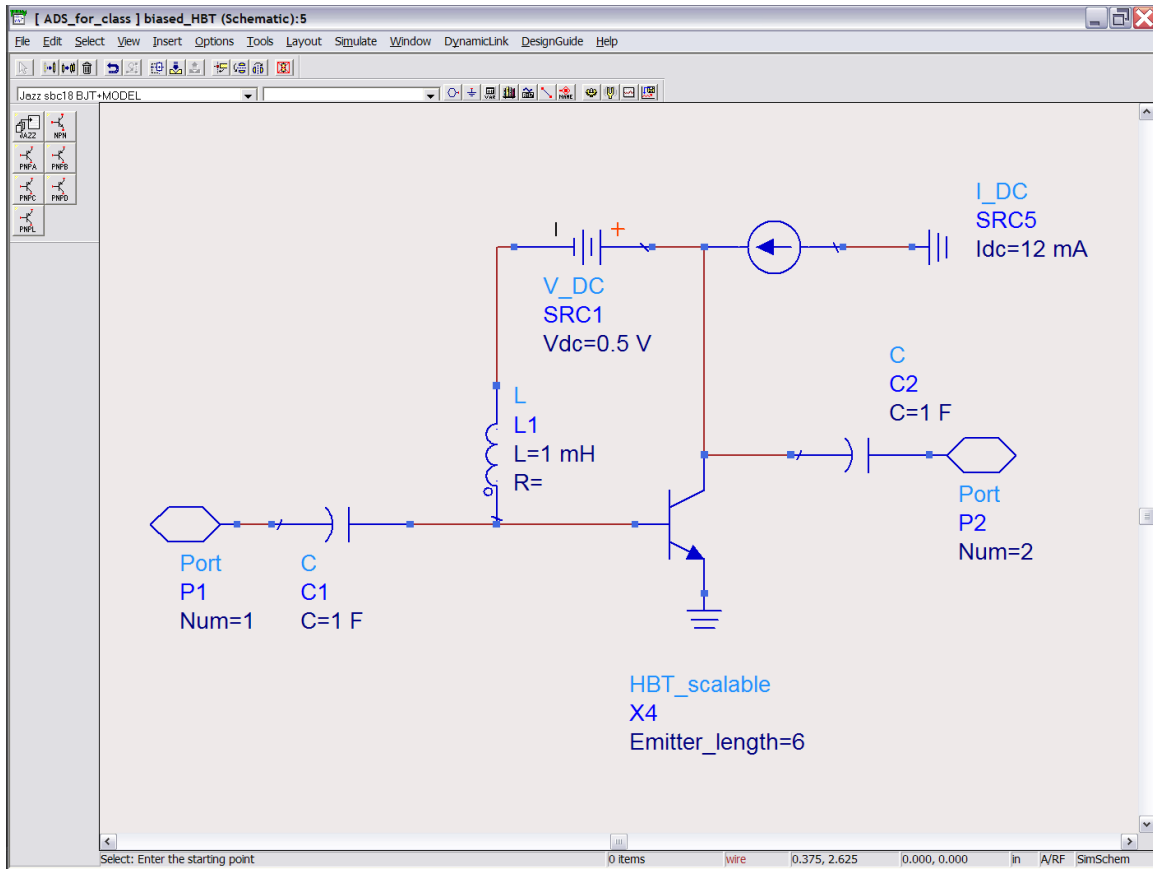 [ ADS_for_class ] biased_HBT (Schematic):5
File Edit Select View Insert Options Tools Layout Simulate Window DynamicLink DesignGuide Help
Jazz sbc18 BJT+MODEL
VAR
NAME
JAZZ NPN
PNPA PNPB
PNPC PNPD
PNPL
I_DC
SRC5
Idc=12 mA
+
V_DC
SRC1
Vdc=0.5 V
C
C2
C=1 F
L
L1
L=1 mH
R=
Port
P2
Num=2
Port
P1
Num=1
C
C1
C=1 F
HBT_scalable
X4
Emitter_length=6
Select: Enter the starting point 0 items wire 0.375, 2.625 0.000, 0.000 in A/RF SimSchem